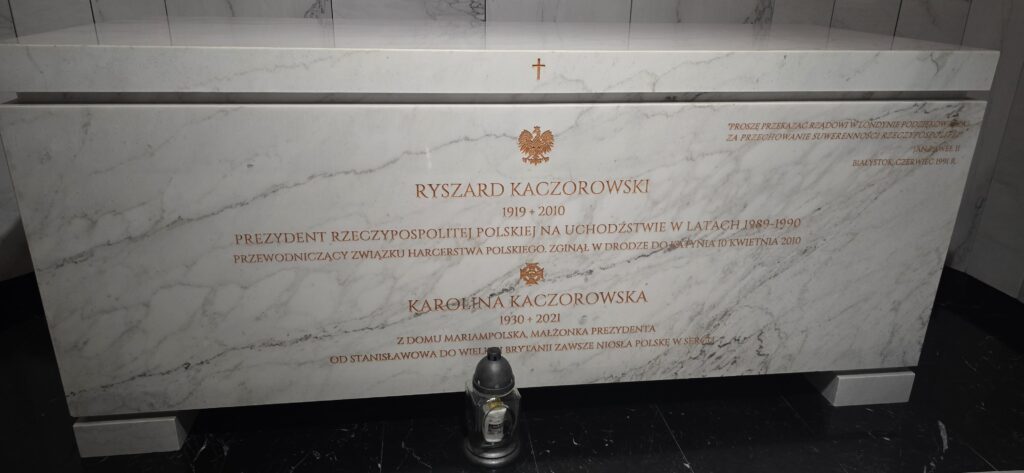 "PROSZĘ PRZEKAZAĆ RZĄDOWI W LONDYNIE PODZIĘKOWANIA
ZA PRZECHOWANIE SUWERENNOŚCI RZECZYPOSPOLITEJ"
JAN PAWEŁ II
BIAŁYSTOK, CZERWIEC 1991 R.
RYSZARD KACZOROWSKI
1919 + 2010
PREZYDENT RZECZYPOSPOLITEJ POLSKIEJ NA UCHODŹSTWIE W LATACH 1989-1990
PRZEWODNICZĄCY ZWIĄZKU HARCERSTWA POLSKIEGO. ZGINĄŁ W DRODZE DO KATYNIA 10 KWIETNIA 2010
KAROLINA KACZOROWSKA
1930 + 2021
Z DOMU MARIAMPOLSKA, MAŁŻONKA PREZYDENTA
OD STANISŁAWOWA DO WIELKIEJ BRYTANII ZAWSZE NIOSŁA POLSKĘ W SERCU